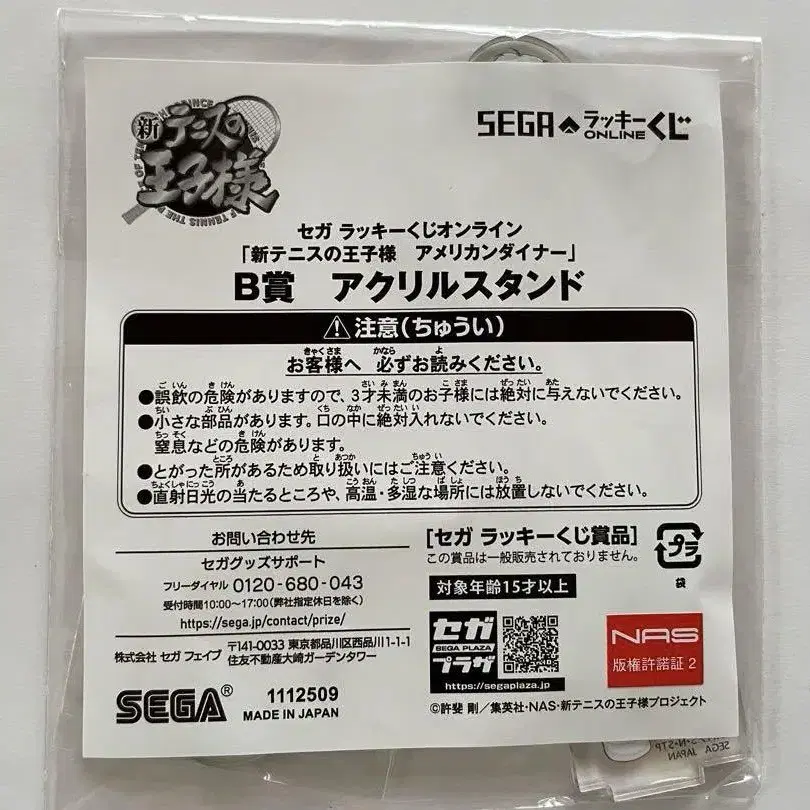 新テニスの王子様
SEGA ラッキーくじ ONLINE
セガ ラッキーくじオンライン
「新テニスの王子様 アメリカンダイナー」
B賞 アクリルスタンド
注意(ちゅうい)
お客様へ 必ずお読みください。
●誤飲の危険がありますので、3才未満のお子様には絶対に与えないでください。
●小さな部品があります。口の中に絶対入れないでください。
窒息などの危険があります。
●とがった所があるため取り扱いにはご注意ください。
●直射日光の当たるところや、高温・多湿な場所には放置しないでください。
お問い合わせ先
セガグッズサポート
フリーダイヤル 0120-680-043
受付時間10:00〜17:00(弊社指定休日を除く)
https://sega.jp/contact/prize/
株式会社 セガ フェイブ 〒141-0033 東京都品川区西品川1-1-1
住友不動産大崎ガーデンタワー
SEGA® 1112509
MADE IN JAPAN
[セガ ラッキーくじ賞品]
この賞品は一般販売されておりません。
プラ
袋
対象年齢15才以上
セガ
SEGA PLAZA
プラザ
https://segaplaza.jp
NAS
版権許諾証 2
©許斐 剛/集英社・NAS・新テニスの王子様プロジェクト
SEGA
JAPAN